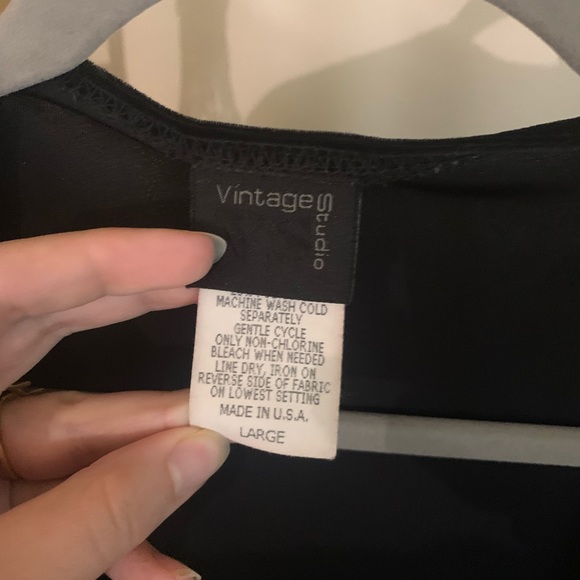 Vintage
Studio
MACHINE WASH COLD
SEPARATELY
GENTLE CYCLE
ONLY NON-CHLORINE
BLEACH WHEN NEEDED
LINE DRY, IRON ON
REVERSE SIDE OF FABRIC
ON LOWEST SETTING
MADE IN U.S.A.
LARGE